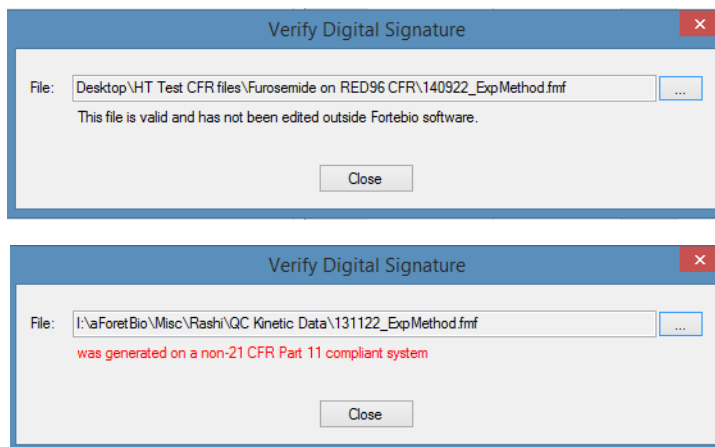 Verify Digital Signature
File: Desktop\HT Test CFR files\Furosemide on RED96 CFR\140922_ExpMethod.fmf ...
This file is valid and has not been edited outside Fortebio software.
Close
Verify Digital Signature
File: I:\aForetBio\Misc\Rashi\QC Kinetic Data\131122_ExpMethod.fmf ...
was generated on a non-21 CFR Part 11 compliant system
Close